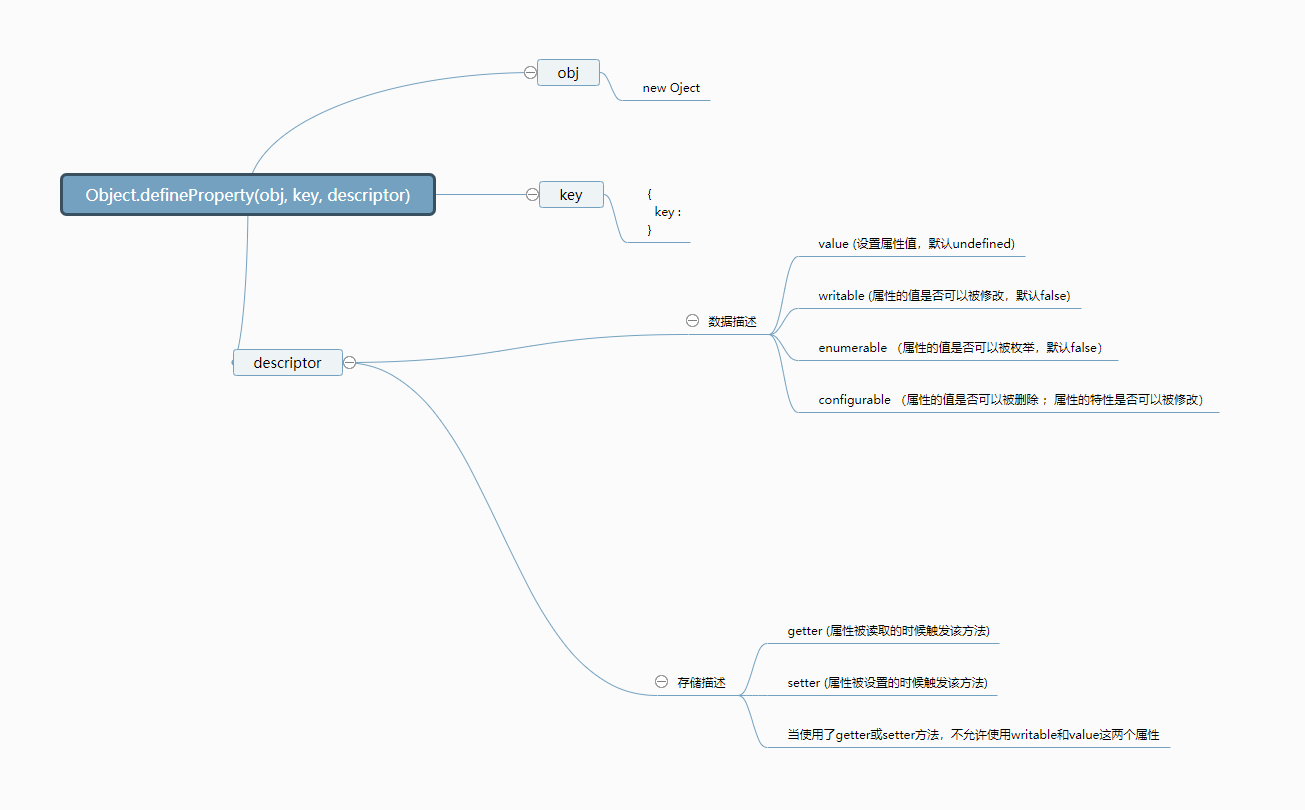 obj
new Oject
Object.defineProperty(obj, key, descriptor)
key
{
key :
}
descriptor
数据描述
value (设置属性值，默认undefined)
writable (属性的值是否可以被修改，默认false)
enumerable （属性的值是否可以被枚举，默认false）
configurable （属性的值是否可以被删除 ；属性的特性是否可以被修改）
存储描述
getter (属性被读取的时候触发该方法)
setter (属性被设置的时候触发该方法)
当使用了getter或setter方法，不允许使用writable和value这两个属性